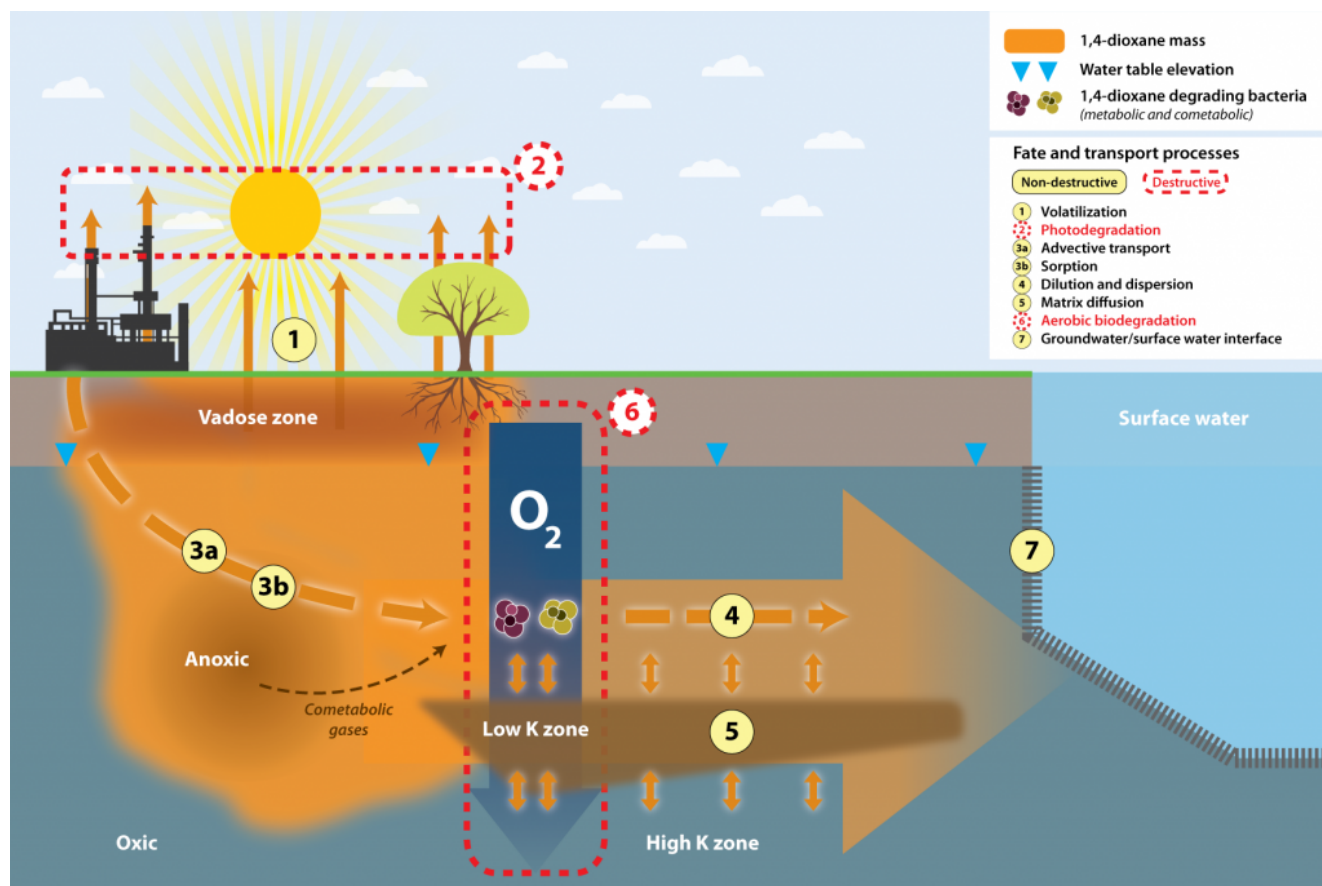 1,4-dioxane mass
Water table elevation
1,4-dioxane degrading bacteria
(metabolic and cometabolic)
Fate and transport processes
Non-destructive
Destructive
1 Volatilization
2 Photodegradation
3a Advective transport
3b Sorption
4 Dilution and dispersion
5 Matrix diffusion
6 Aerobic biodegradation
7 Groundwater/surface water interface
2
1
Vadose zone
6
Surface water
O2
3a
3b
7
4
Anoxic
Cometabolic
gases
Low K zone
5
Oxic
High K zone